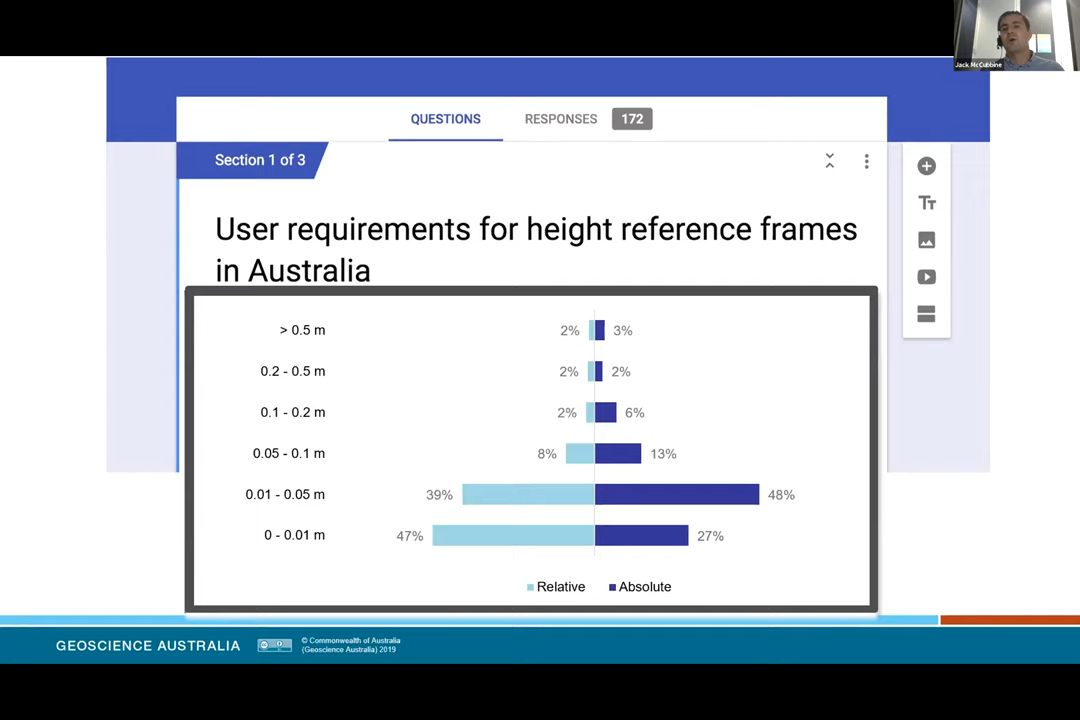 Jack McCubbine
QUESTIONS RESPONSES 172
Section 1 of 3
User requirements for height reference frames
in Australia
> 0.5 m 2% 3%
0.2 - 0.5 m 2% 2%
0.1 - 0.2 m 2% 6%
0.05 - 0.1 m 8% 13%
0.01 - 0.05 m 39% 48%
0 - 0.01 m 47% 27%
Relative Absolute
GEOSCIENCE AUSTRALIA
© Commonwealth of Australia
(Geoscience Australia) 2019